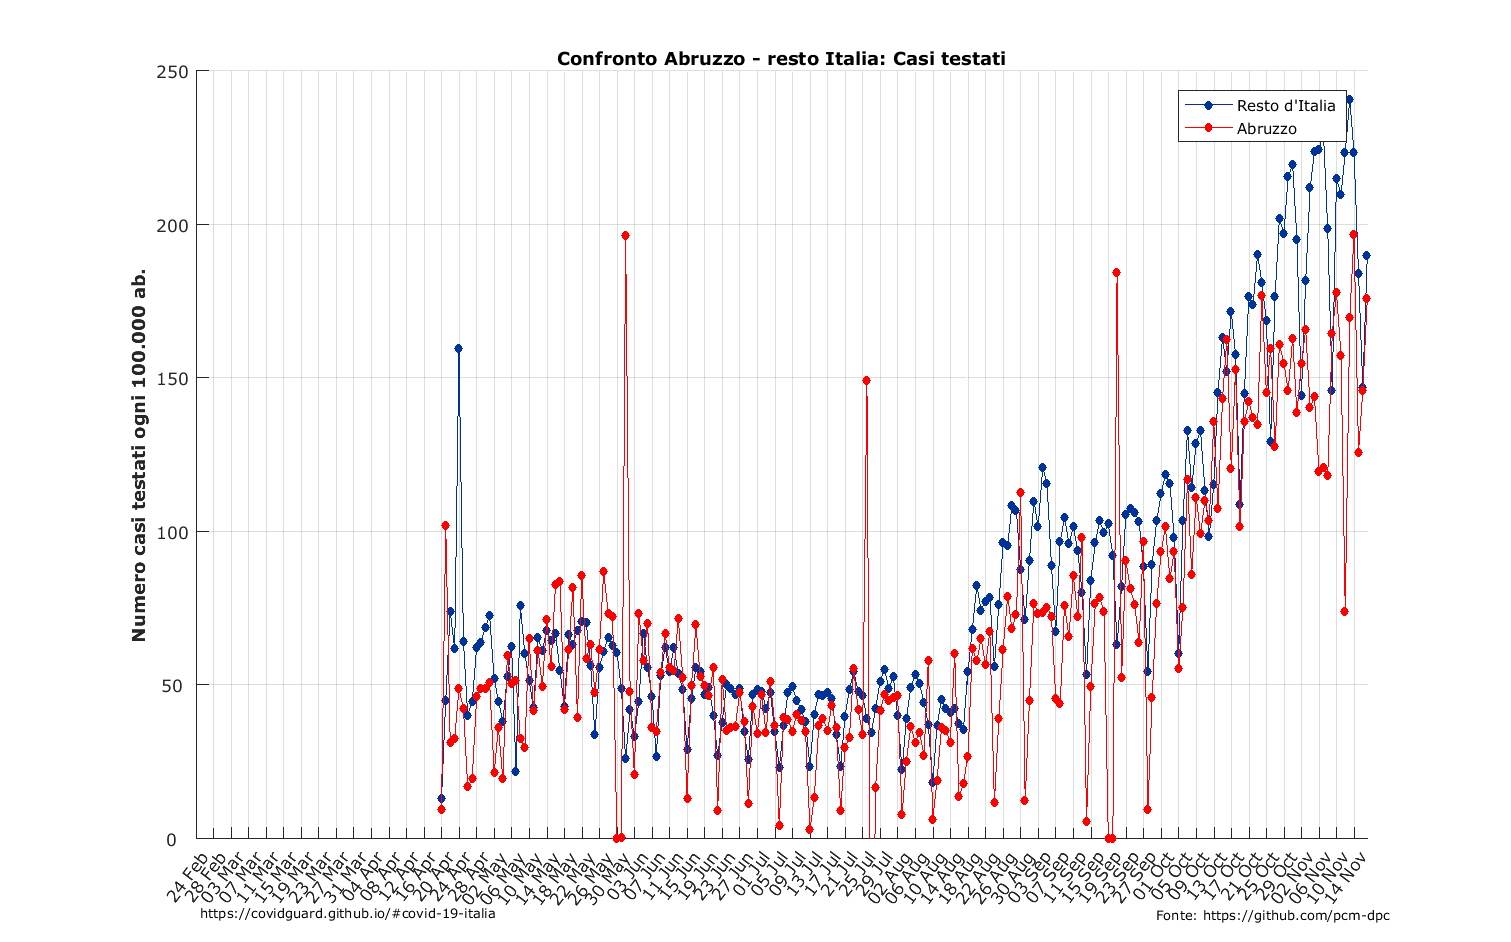 Confronto Abruzzo - resto Italia: Casi testati
Resto d'Italia
Abruzzo
Numero casi testati ogni 100.000 ab.
250
200
150
100
50
0
24 Feb
28 Feb
03 Mar
07 Mar
11 Mar
15 Mar
19 Mar
23 Mar
27 Mar
31 Mar
04 Apr
08 Apr
12 Apr
16 Apr
20 Apr
24 Apr
28 Apr
02 May
06 May
10 May
14 May
18 May
22 May
26 May
30 May
03 Jun
07 Jun
11 Jun
15 Jun
19 Jun
23 Jun
27 Jun
01 Jul
05 Jul
09 Jul
13 Jul
17 Jul
21 Jul
25 Jul
29 Jul
02 Aug
06 Aug
10 Aug
14 Aug
18 Aug
22 Aug
26 Aug
30 Aug
03 Sep
07 Sep
11 Sep
15 Sep
19 Sep
23 Sep
27 Sep
01 Oct
05 Oct
09 Oct
13 Oct
17 Oct
21 Oct
25 Oct
29 Oct
02 Nov
06 Nov
10 Nov
14 Nov
https://covidguard.github.io/#covid-19-italia
Fonte: https://github.com/pcm-dpc